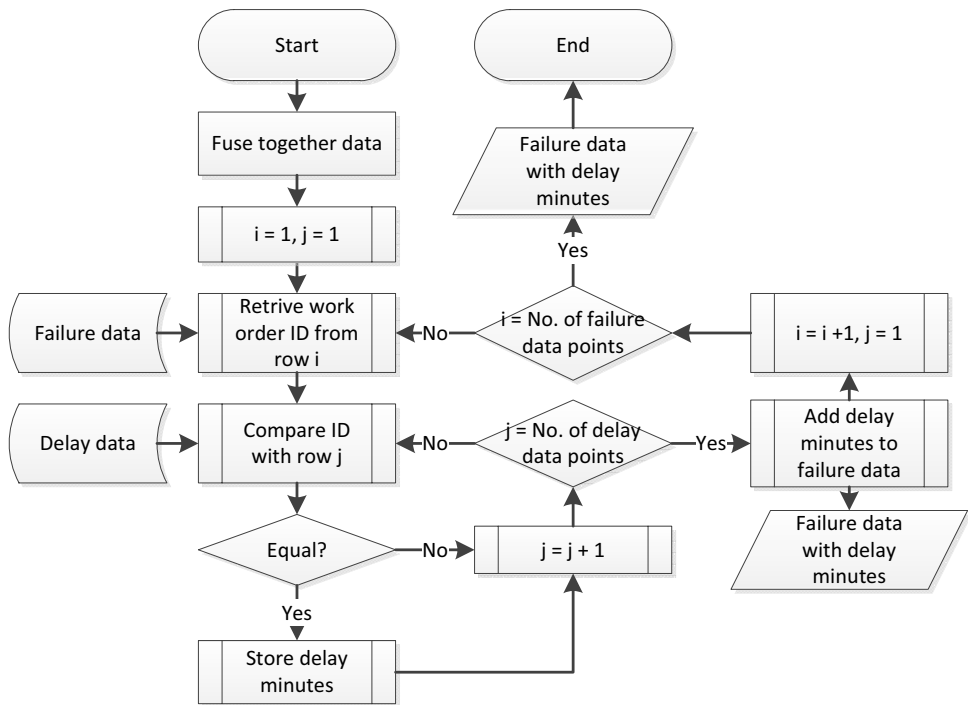 Start
End
Fuse together data
Failure data
with delay
minutes
i = 1, j = 1
Yes
Failure data
Retrive work
order ID from
row i
No
i = No. of failure
data points
i = i +1, j = 1
Delay data
Compare ID
with row j
No
j = No. of delay
data points
Yes
Add delay
minutes to
failure data
Equal?
No
j = j + 1
Failure data
with delay
minutes
Yes
Store delay
minutes